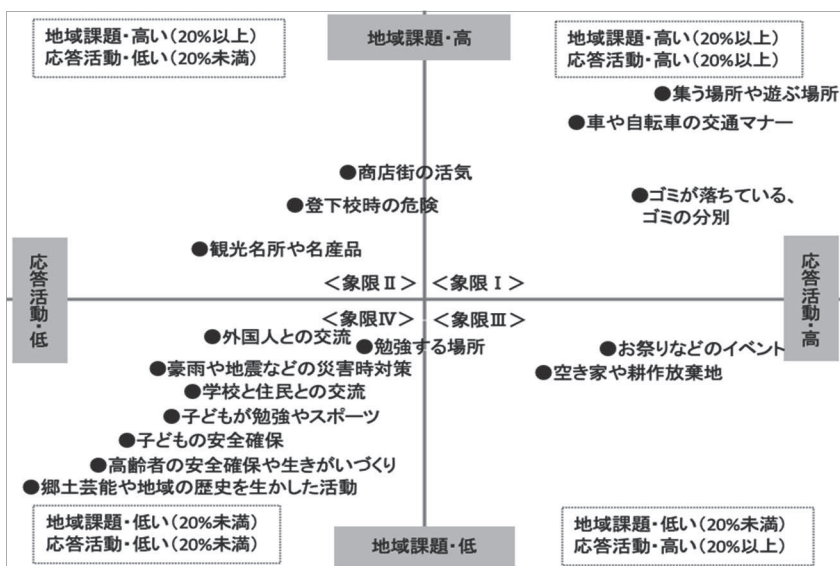 地域課題・高い(20%以上)
応答活動・低い(20%未満)
地域課題・高
地域課題・高い(20%以上)
応答活動・高い(20%以上)
●集う場所や遊ぶ場所
●車や自転車の交通マナー
●商店街の活気
●登下校時の危険
●ゴミが落ちている、
ゴミの分別
●観光名所や名産品
応答活動・低
応答活動・高
<象限Ⅱ>
<象限Ⅰ>
<象限Ⅳ>
<象限Ⅲ>
●外国人との交流
●勉強する場所
●お祭りなどのイベント
●豪雨や地震などの災害時対策
●空き家や耕作放棄地
●学校と住民との交流
●子どもが勉強やスポーツ
●子どもの安全確保
●高齢者の安全確保や生きがいづくり
●郷土芸能や地域の歴史を生かした活動
地域課題・低い(20%未満)
応答活動・低い(20%未満)
地域課題・低
地域課題・低い(20%未満)
応答活動・高い(20%以上)